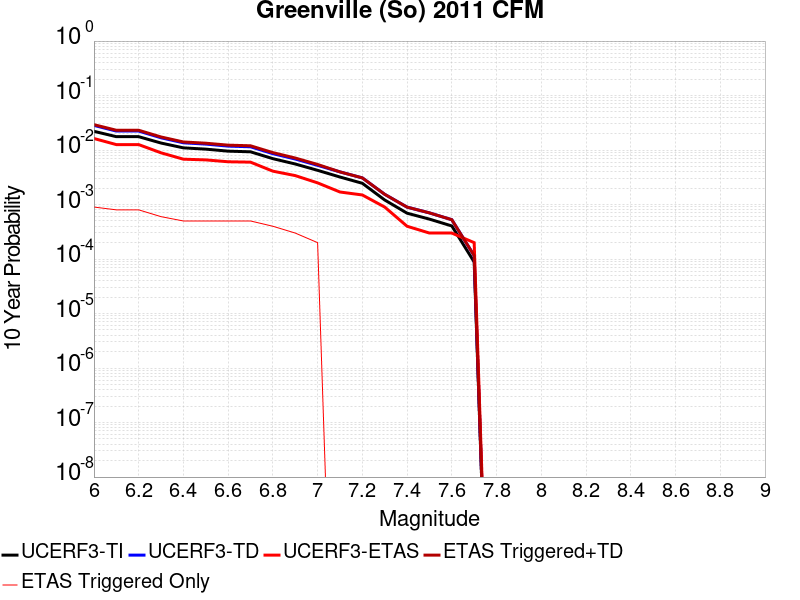 Greenville (So) 2011 CFM
10 Year Probability
10^0
10^-1
10^-2
10^-3
10^-4
10^-5
10^-6
10^-7
10^-8
6 6.2 6.4 6.6 6.8 7 7.2 7.4 7.6 7.8 8 8.2 8.4 8.6 8.8 9
Magnitude
UCERF3-TI UCERF3-TD UCERF3-ETAS ETAS Triggered+TD
ETAS Triggered Only